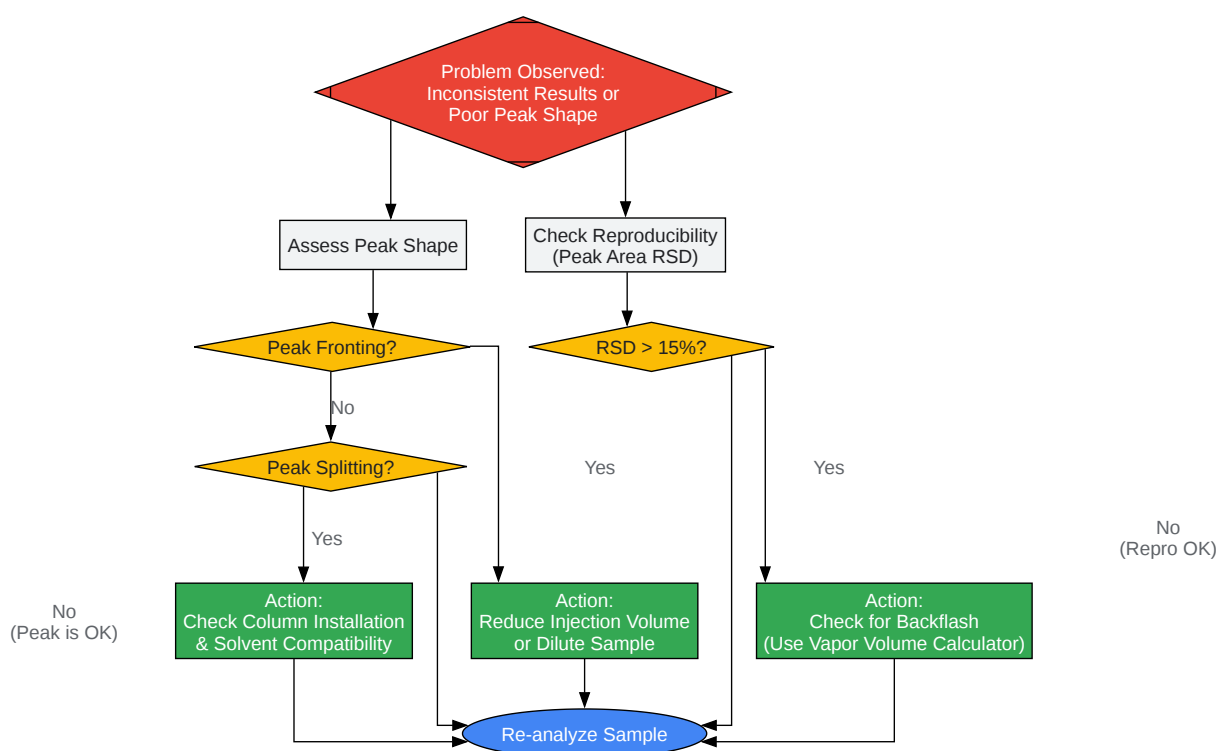 Problem Observed:
Inconsistent Results or
Poor Peak Shape
Assess Peak Shape
Check Reproducibility
(Peak Area RSD)
Peak Fronting?
RSD > 15%?
No
Peak Splitting?
Yes
Yes
Yes
No
(Repro OK)
No
(Peak is OK)
Action:
Check Column Installation
& Solvent Compatibility
Action:
Reduce Injection Volume
or Dilute Sample
Action:
Check for Backflash
(Use Vapor Volume Calculator)
Re-analyze Sample